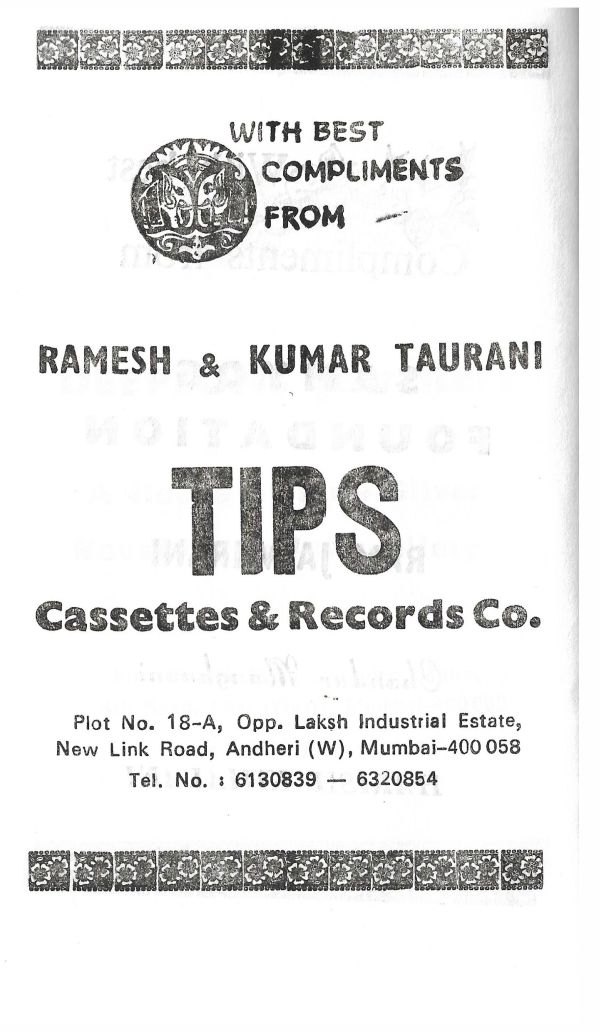 WITH BEST
COMPLIMENTS
FROM
RAMESH & KUMAR TAURANI
TIPS
Cassettes & Records Co.
Plot No. 18-A, Opp. Laksh Industrial Estate,
New Link Road, Andheri (W), Mumbai-400 058
Tel. No. : 6130839 — 6320854